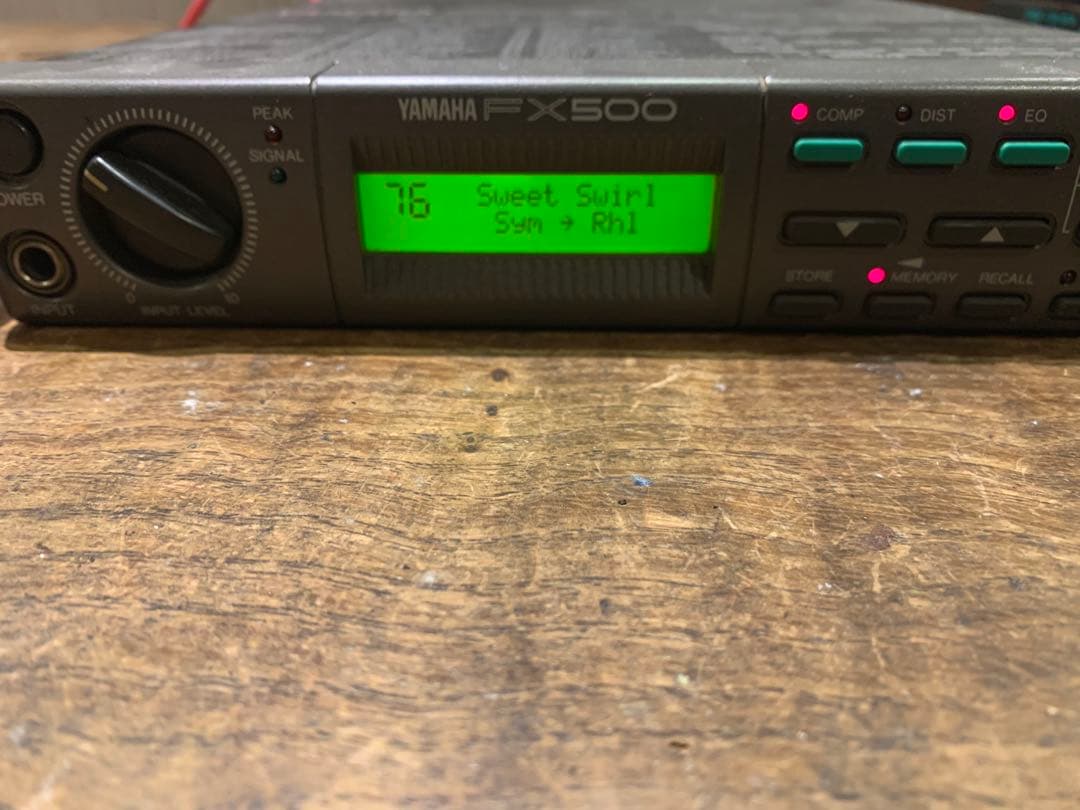 YAMAHA FX500
PEAK
SIGNAL
OWER
INPUT
0 INPUT LEVEL 10
76 Sweet Swirl
Sym → Rhl
COMP DIST EQ
STORE MEMORY RECALL